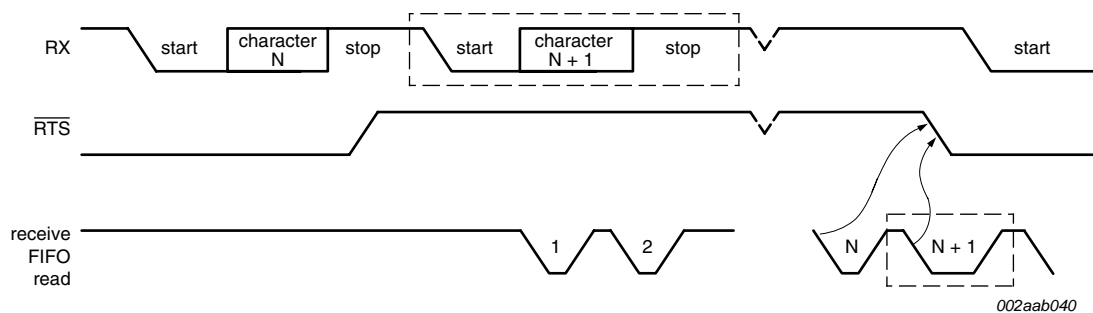 RX
start
character
N
stop
start
character
N + 1
stop
start
RTS
receive
FIFO
read
1
2
N
N + 1
002aab040